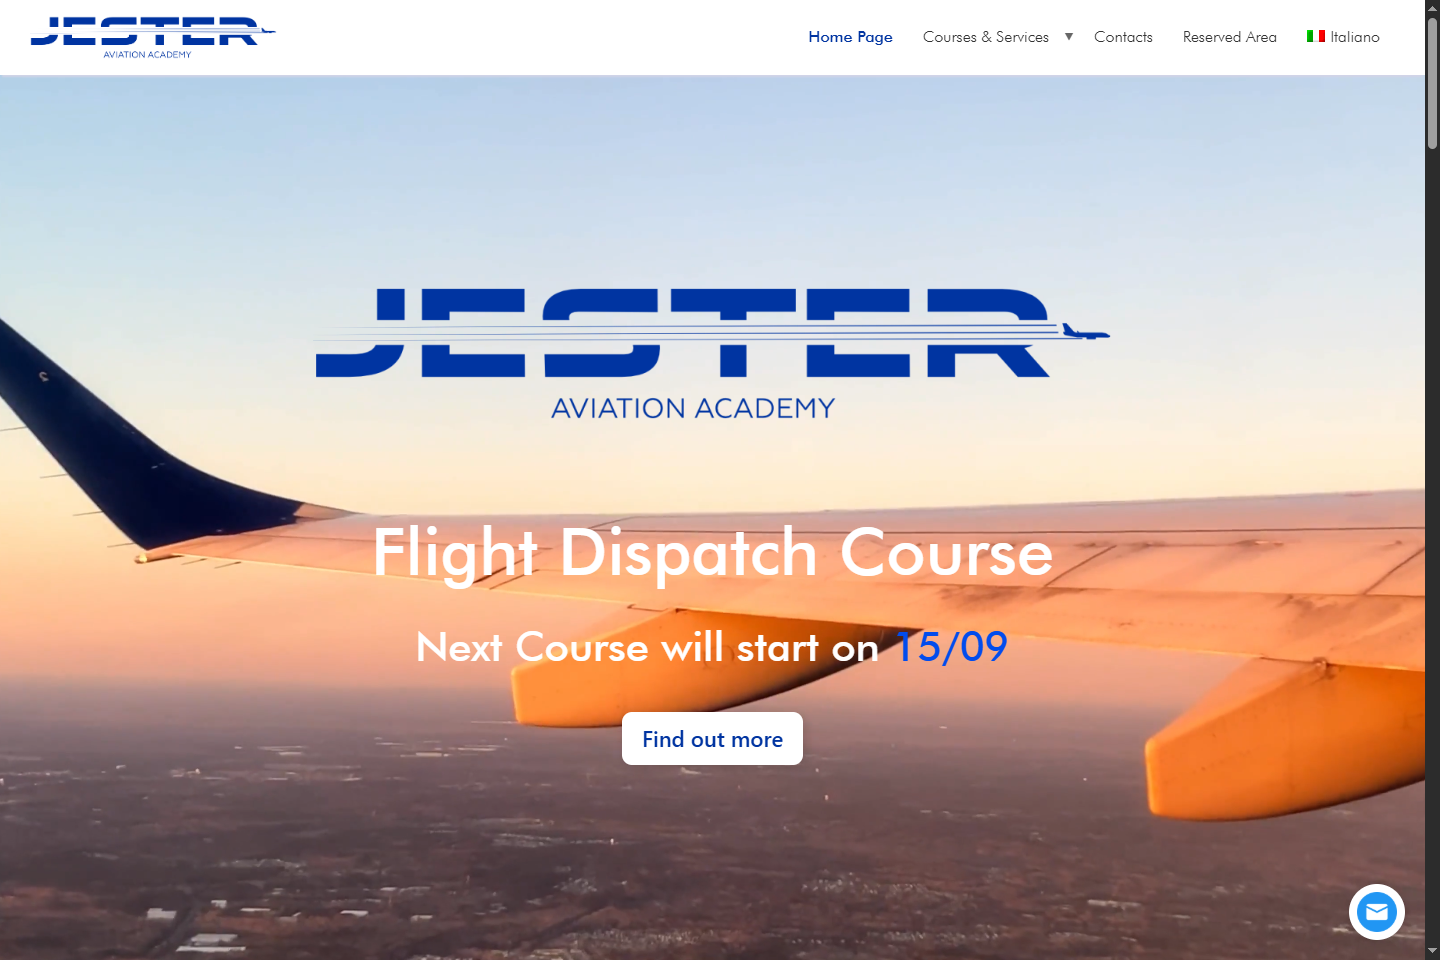 JESTER
AVIATION ACADEMY
Home Page
Courses & Services
Contacts
Reserved Area
Italiano
JESTER
AVIATION ACADEMY
Flight Dispatch Course
Next Course will start on 15/09
Find out more